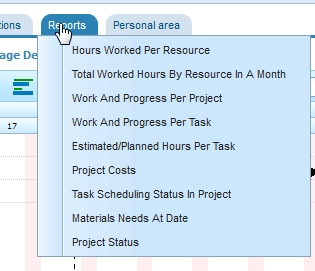 tions Reports Personal area
age De
Hours Worked Per Resource
Total Worked Hours By Resource In A Month
Work And Progress Per Project
17
Work And Progress Per Task
Estimated/Planned Hours Per Task
Project Costs
Task Scheduling Status In Project
Materials Needs At Date
Project Status